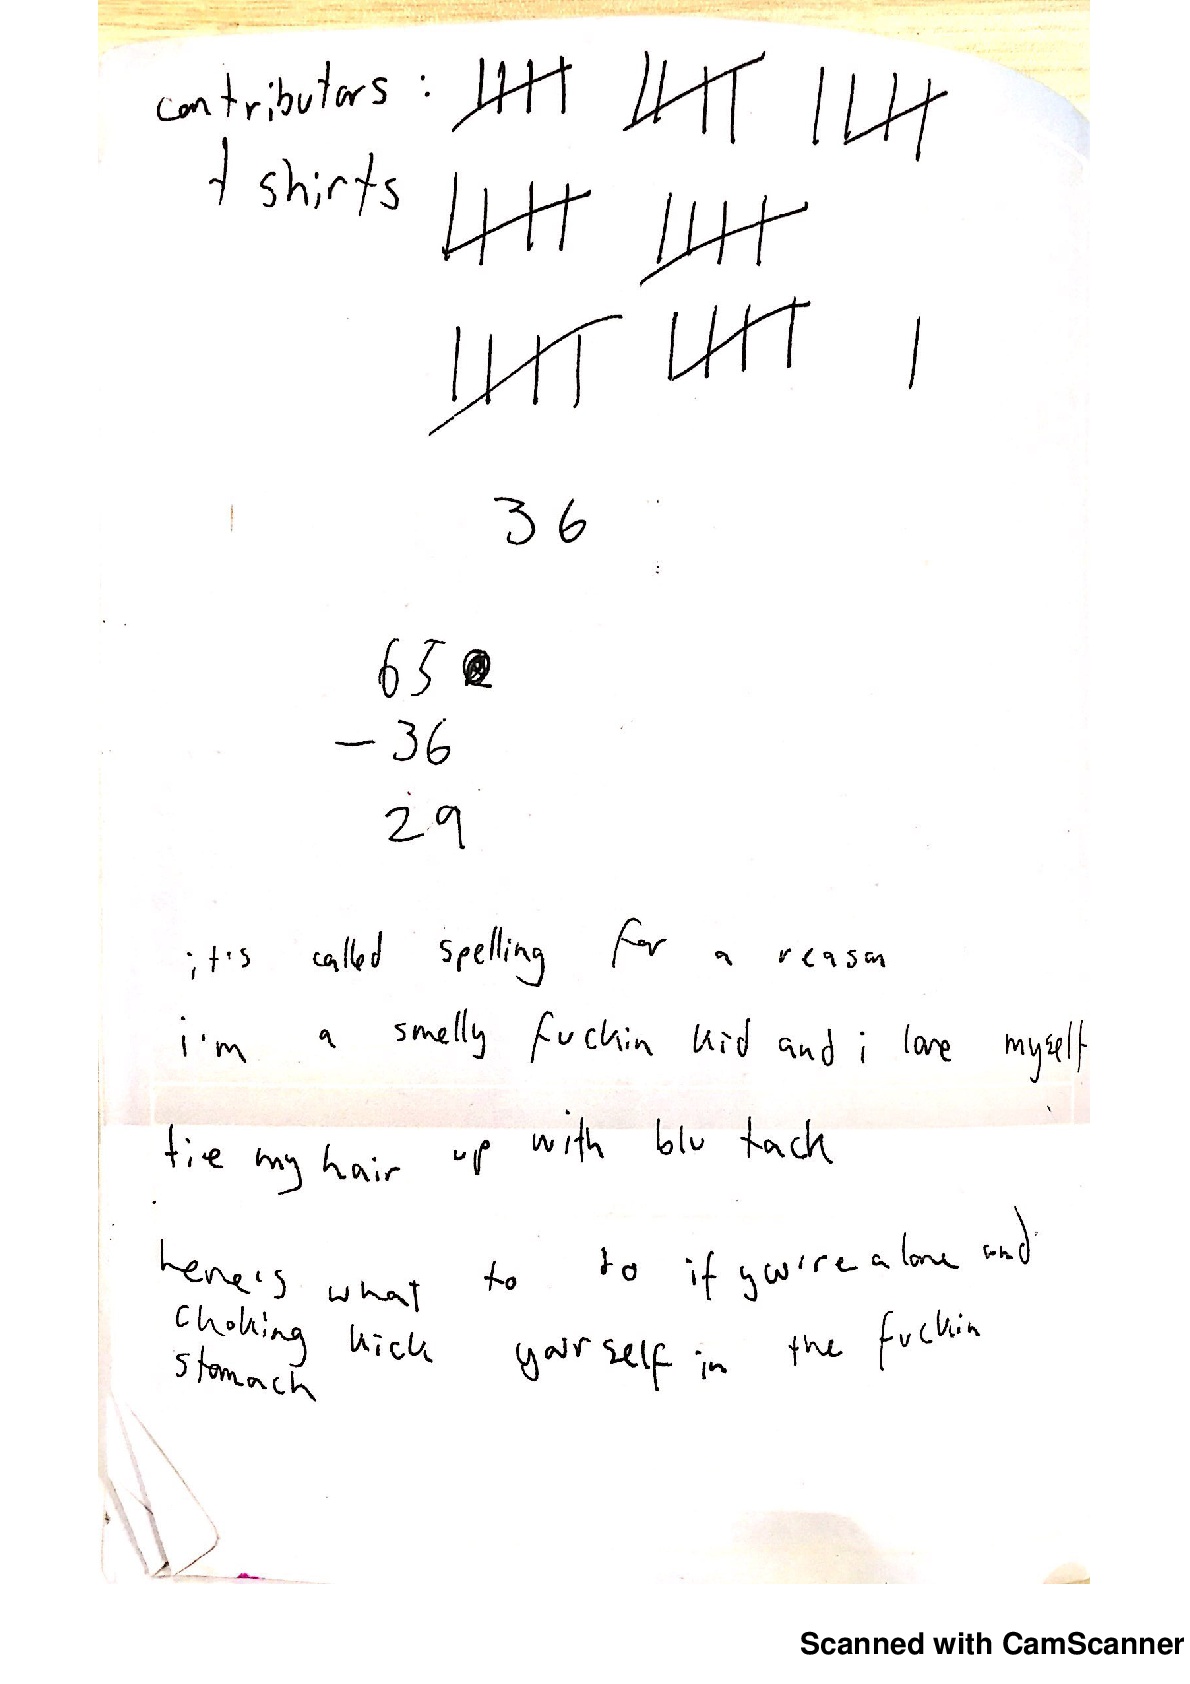 contributors :
t shirts
36
65
- 36
29
it's called spelling for a reason
i'm a smelly fuckin kid and i love myself
tie my hair up with blu tack
here's what to to if you're alone and
choking kick yourself in the fuckin
stomach
Scanned with CamScanner